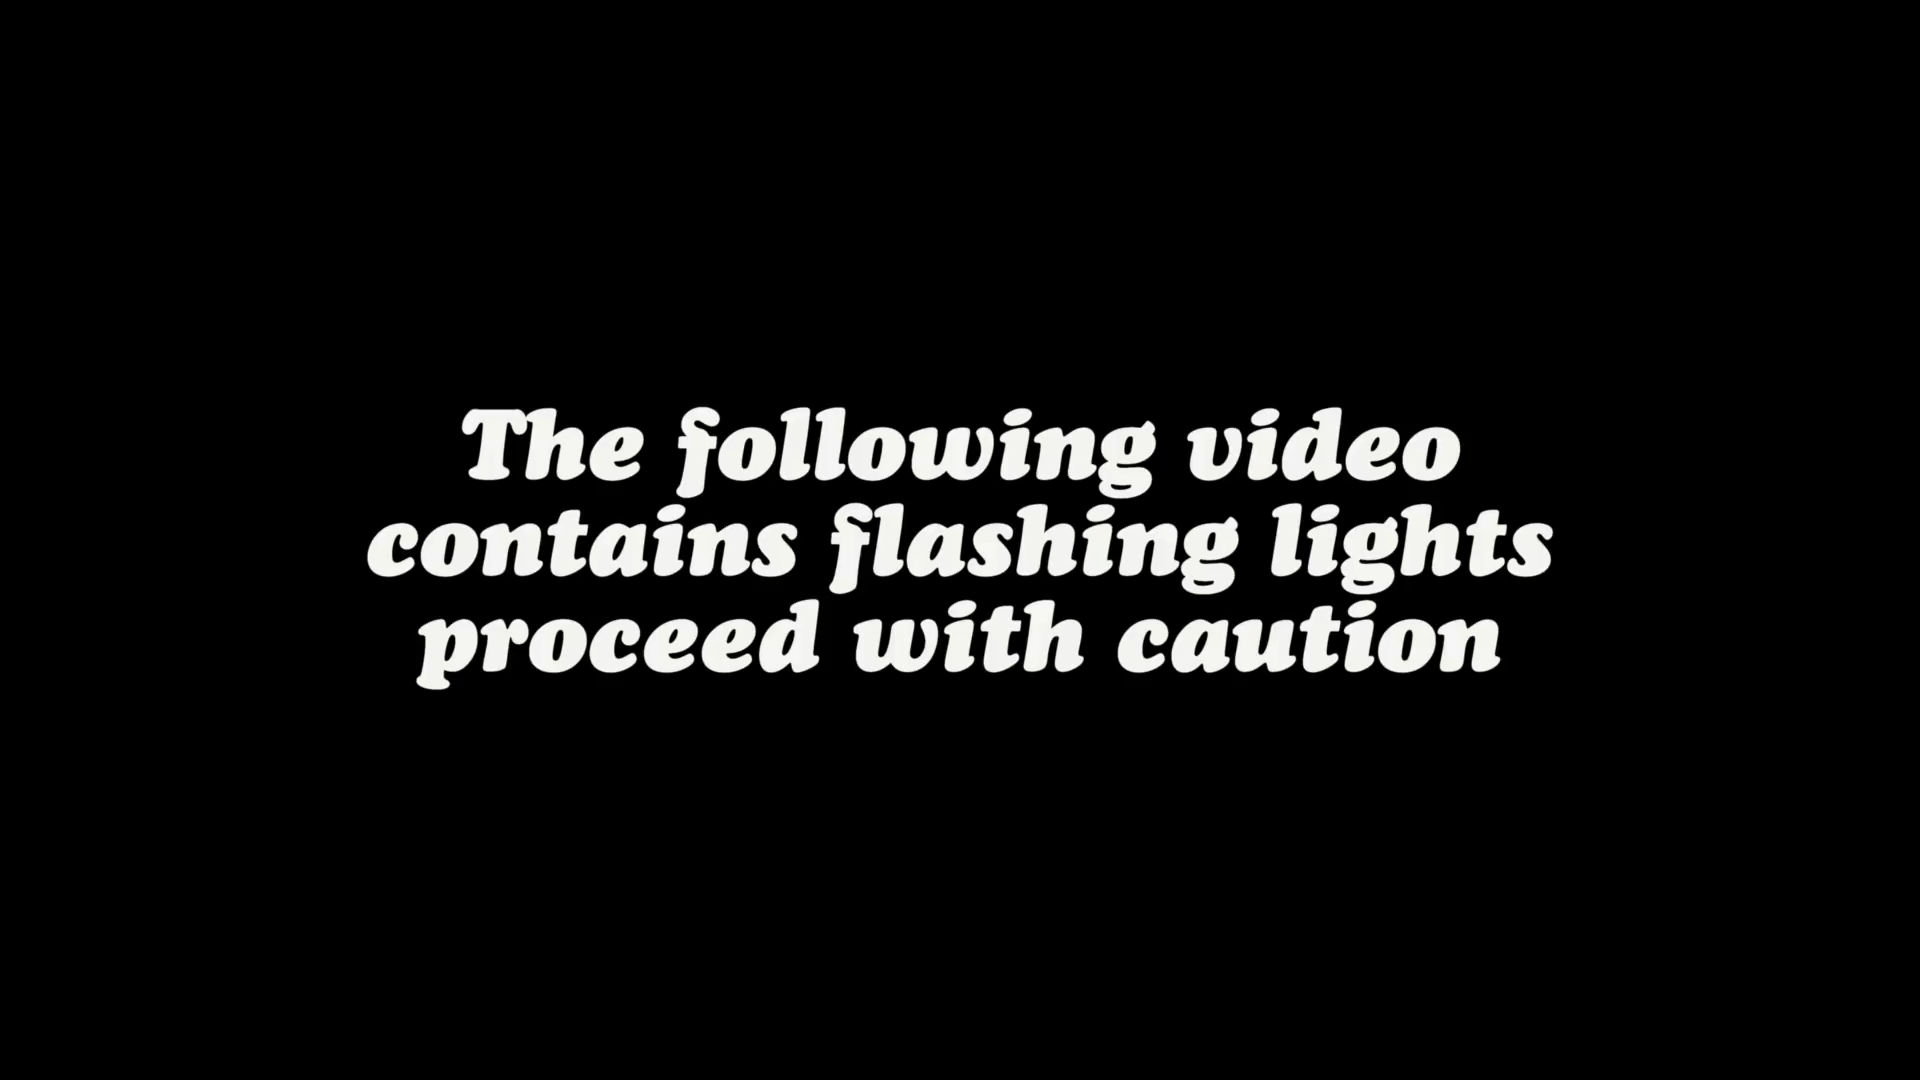 The following video
contains flashing lights
proceed with caution